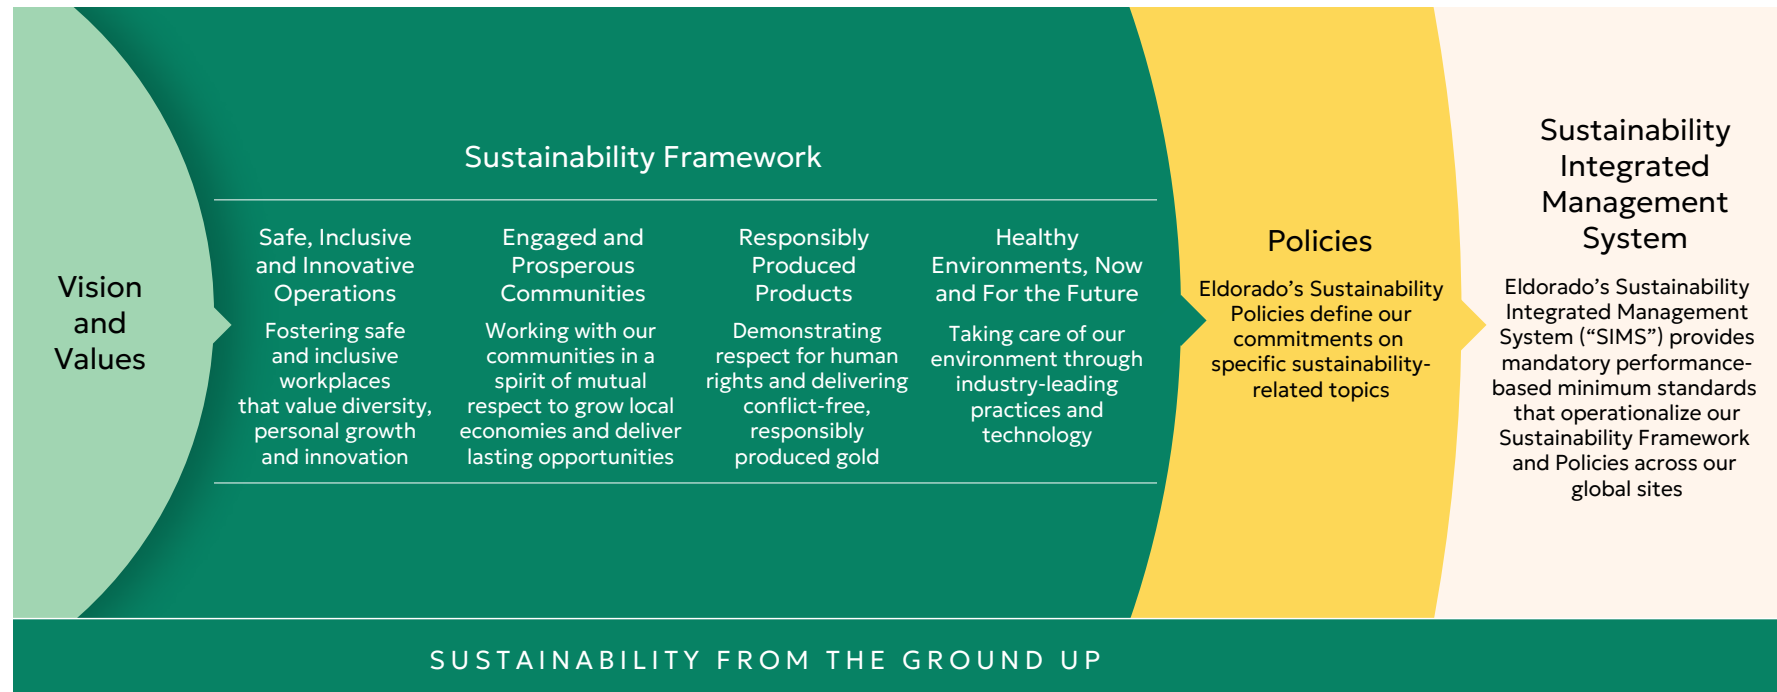 Vision
and
Values
Sustainability Framework
Safe, Inclusive
and Innovative
Operations
Fostering safe
and inclusive
workplaces
that value diversity,
personal growth
and innovation
Engaged and
Prosperous
Communities
Working with our
communities in a
spirit of mutual
respect to grow local
economies and deliver
lasting opportunities
Responsibly
Produced
Products
Demonstrating
respect for human
rights and delivering
conflict-free,
responsibly
produced gold
Healthy
Environments, Now
and For the Future
Taking care of our
environment through
industry-leading
practices and
technology
Policies
Eldorado’s Sustainability
Policies define our
commitments on
specific sustainability-
related topics
Sustainability
Integrated
Management
System
Eldorado’s Sustainability
Integrated Management
System (“SIMS”) provides
mandatory performance-
based minimum standards
that operationalize our
Sustainability Framework
and Policies across our
global sites
SUSTAINABILITY FROM THE GROUND UP